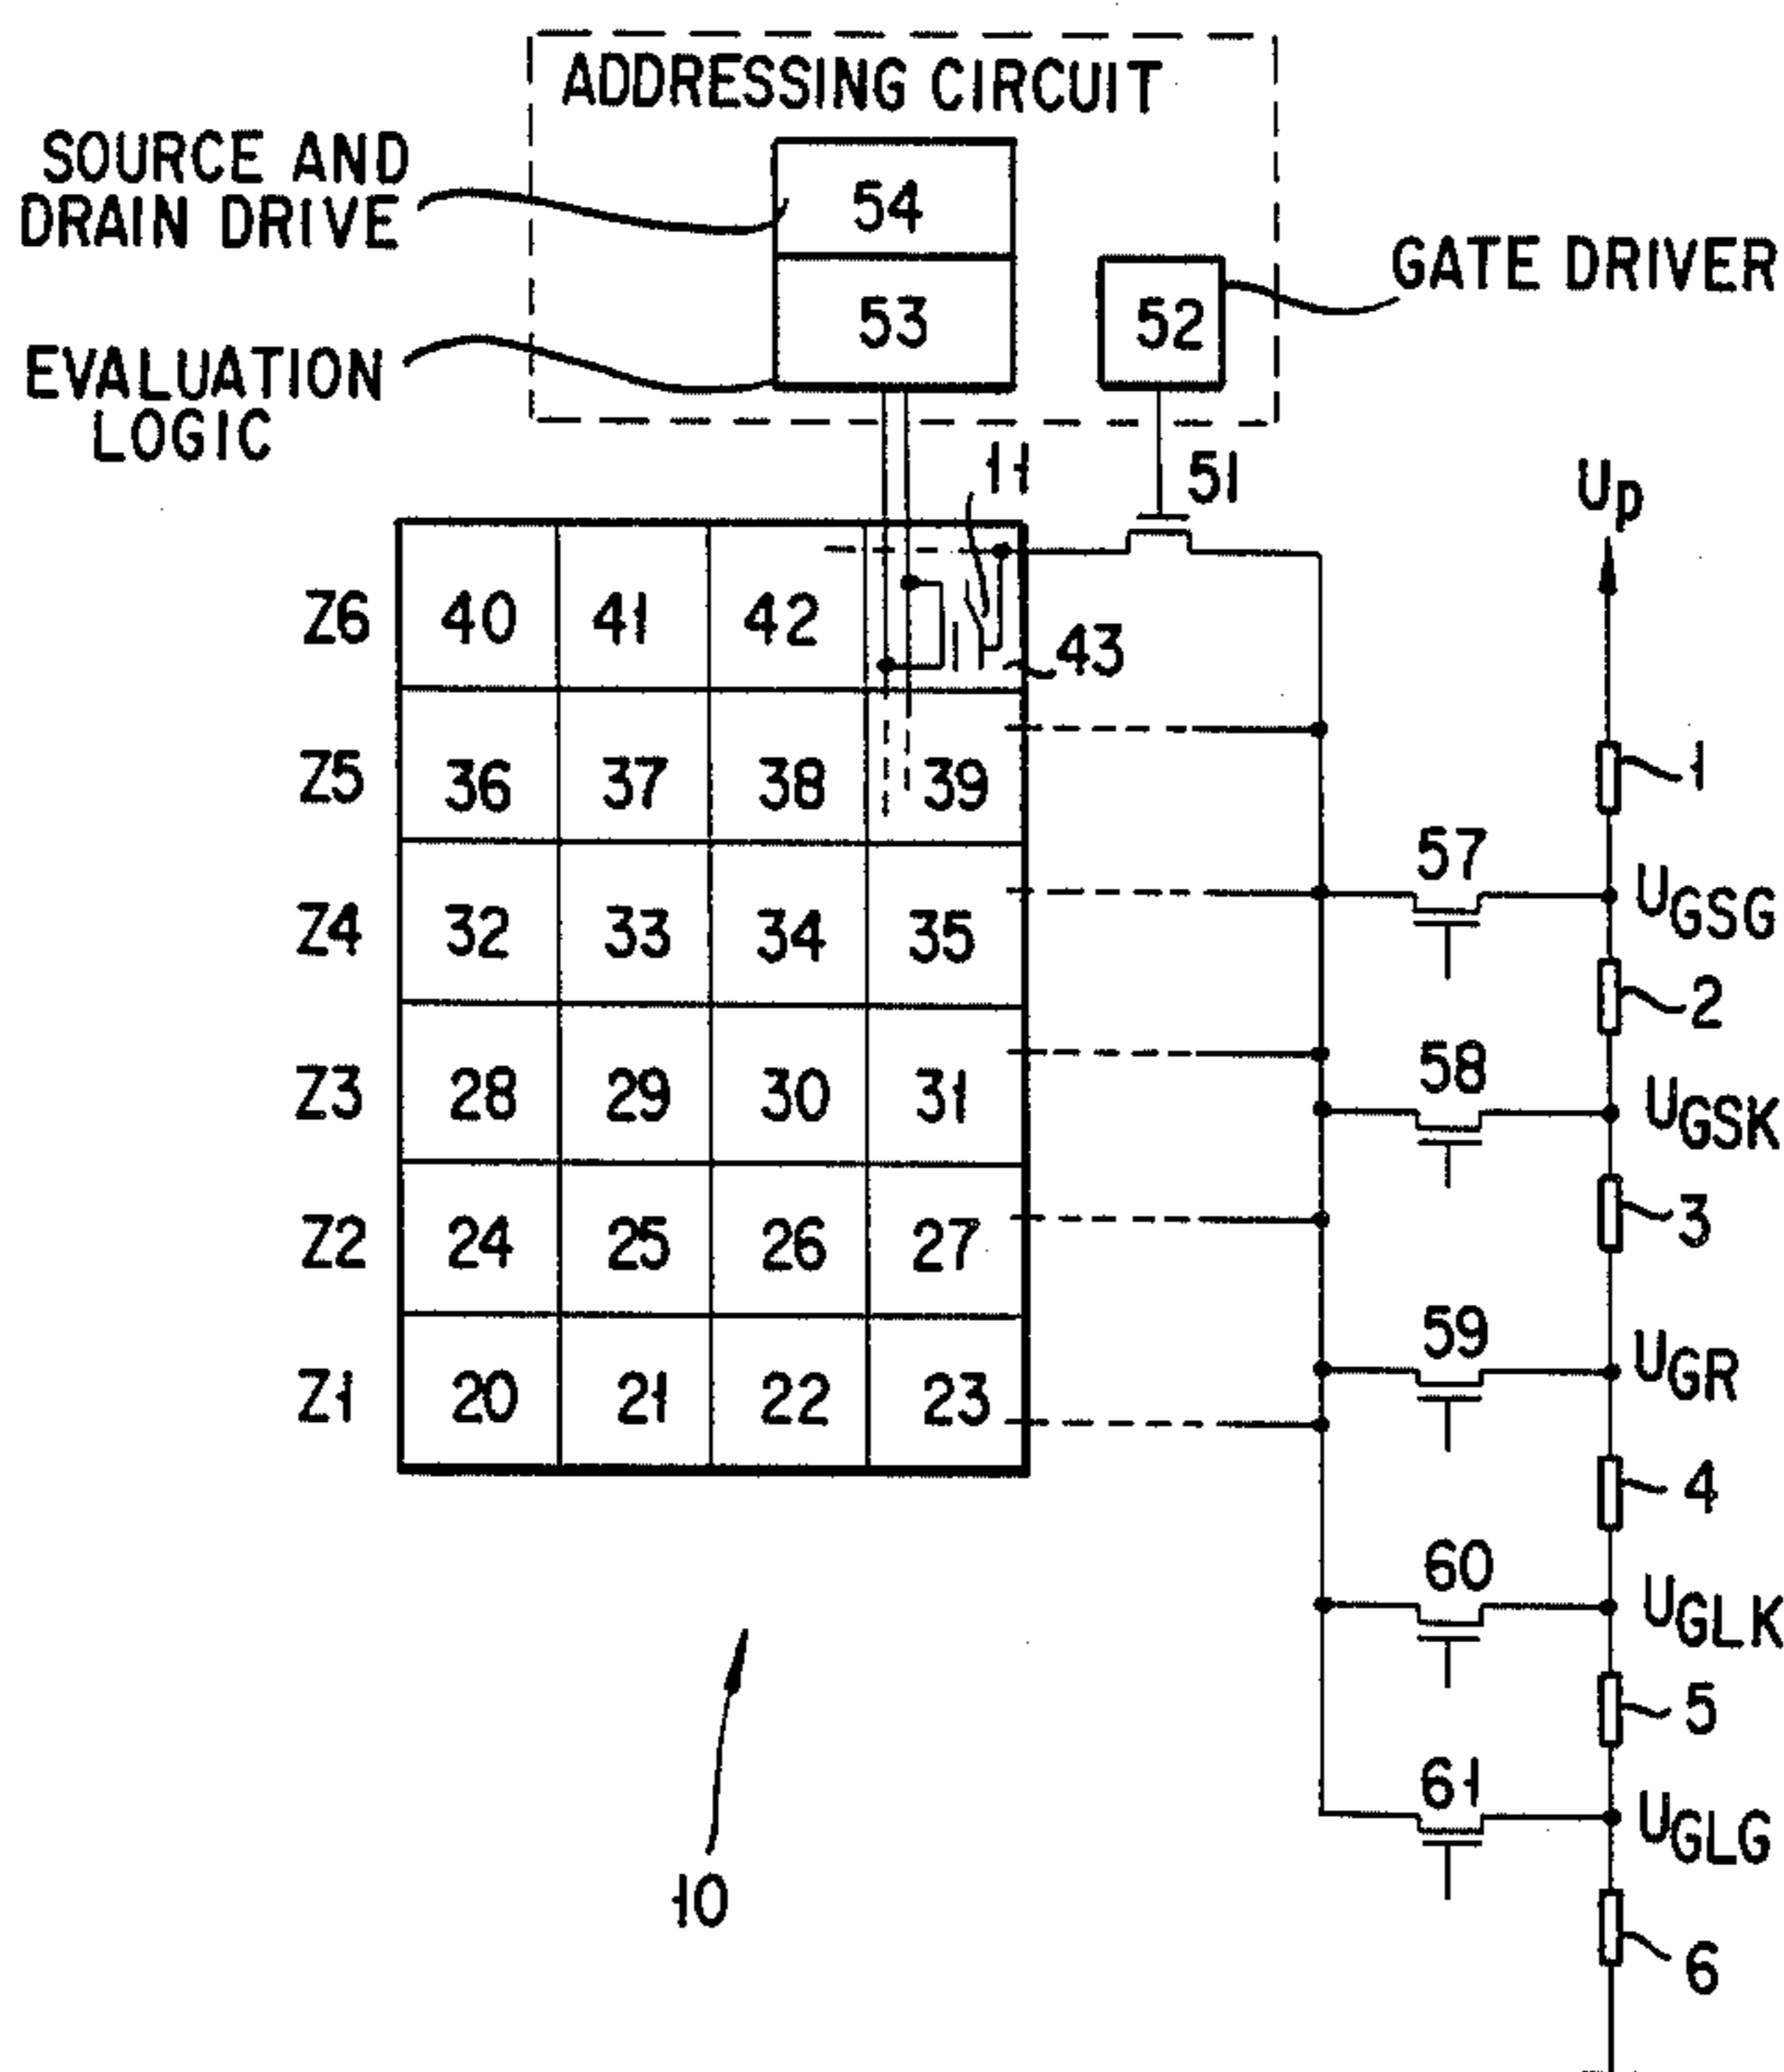 ADDRESSING CIRCUIT
SOURCE AND
DRAIN DRIVE
54
53
52
GATE DRIVER
EVALUATION
LOGIC
11
51
Up
Z6 40 41 42 43
Z5 36 37 38 39
1
57
UGSG
Z4 32 33 34 35
2
58
UGSK
Z3 28 29 30 31
3
Z2 24 25 26 27
59
UGR
Z1 20 21 22 23
4
60
UGLK
5
61
UGLG
10
6